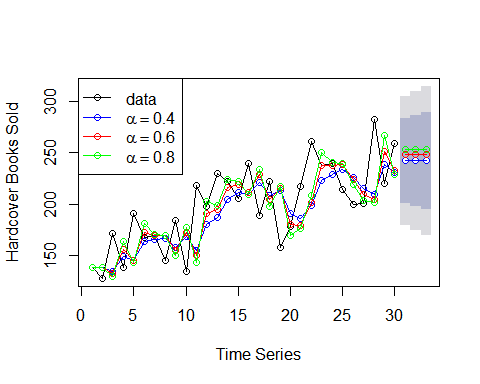 data
α = 0.4
α = 0.6
α = 0.8
Hardcover Books Sold
300
250
200
150
0 5 10 15 20 25 30
Time Series